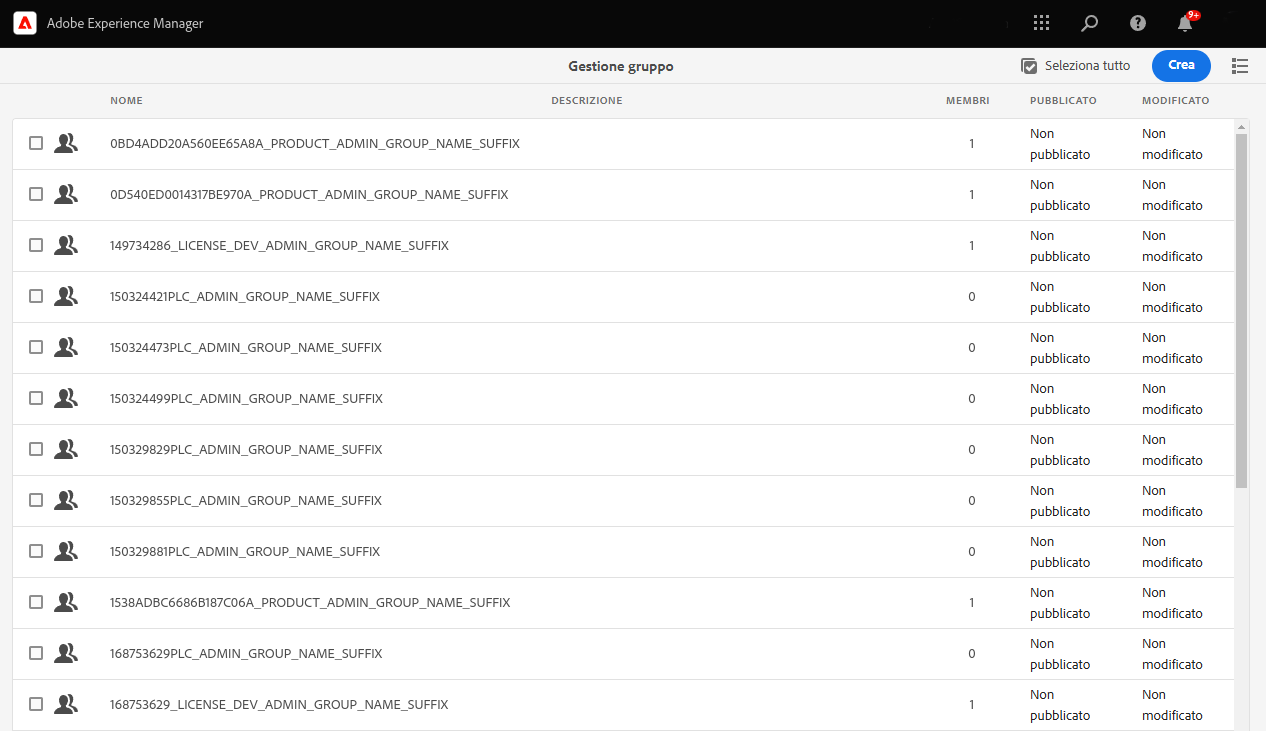 Adobe Experience Manager
9+
Gestione gruppo
Seleziona tutto
Crea
NOME DESCRIZIONE MEMBRI PUBBLICATO MODIFICATO
0BD4ADD20A560EE65A8A_PRODUCT_ADMIN_GROUP_NAME_SUFFIX 1 Non pubblicato Non modificato
0D540ED0014317BE970A_PRODUCT_ADMIN_GROUP_NAME_SUFFIX 1 Non pubblicato Non modificato
149734286_LICENSE_DEV_ADMIN_GROUP_NAME_SUFFIX 1 Non pubblicato Non modificato
150324421PLC_ADMIN_GROUP_NAME_SUFFIX 0 Non pubblicato Non modificato
150324473PLC_ADMIN_GROUP_NAME_SUFFIX 0 Non pubblicato Non modificato
150324499PLC_ADMIN_GROUP_NAME_SUFFIX 0 Non pubblicato Non modificato
150329829PLC_ADMIN_GROUP_NAME_SUFFIX 0 Non pubblicato Non modificato
150329855PLC_ADMIN_GROUP_NAME_SUFFIX 0 Non pubblicato Non modificato
150329881PLC_ADMIN_GROUP_NAME_SUFFIX 0 Non pubblicato Non modificato
1538ADBC6686B187C06A_PRODUCT_ADMIN_GROUP_NAME_SUFFIX 1 Non pubblicato Non modificato
168753629PLC_ADMIN_GROUP_NAME_SUFFIX 0 Non pubblicato Non modificato
168753629_LICENSE_DEV_ADMIN_GROUP_NAME_SUFFIX 1 Non pubblicato Non modificato